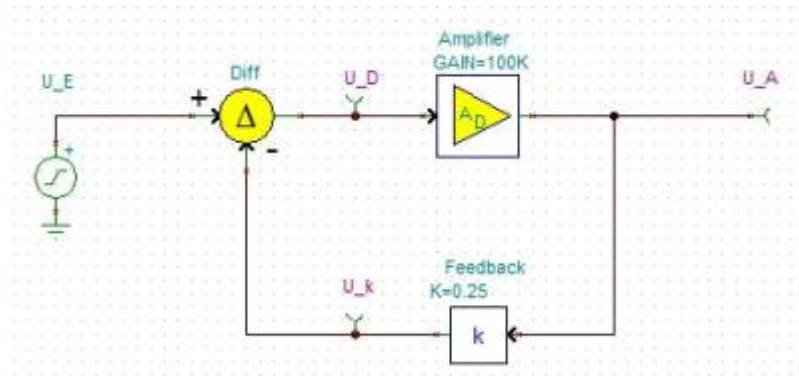 Amplifier
GAIN=100K
U_E
Diff
U_D
U_A
+
Δ
A_D
+
-
Feedback
K=0.25
U_k
k